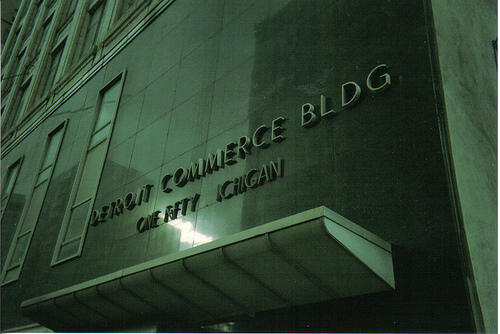 DETROIT COMMERCE BLDG
ONE FIFTY ICHIGAN